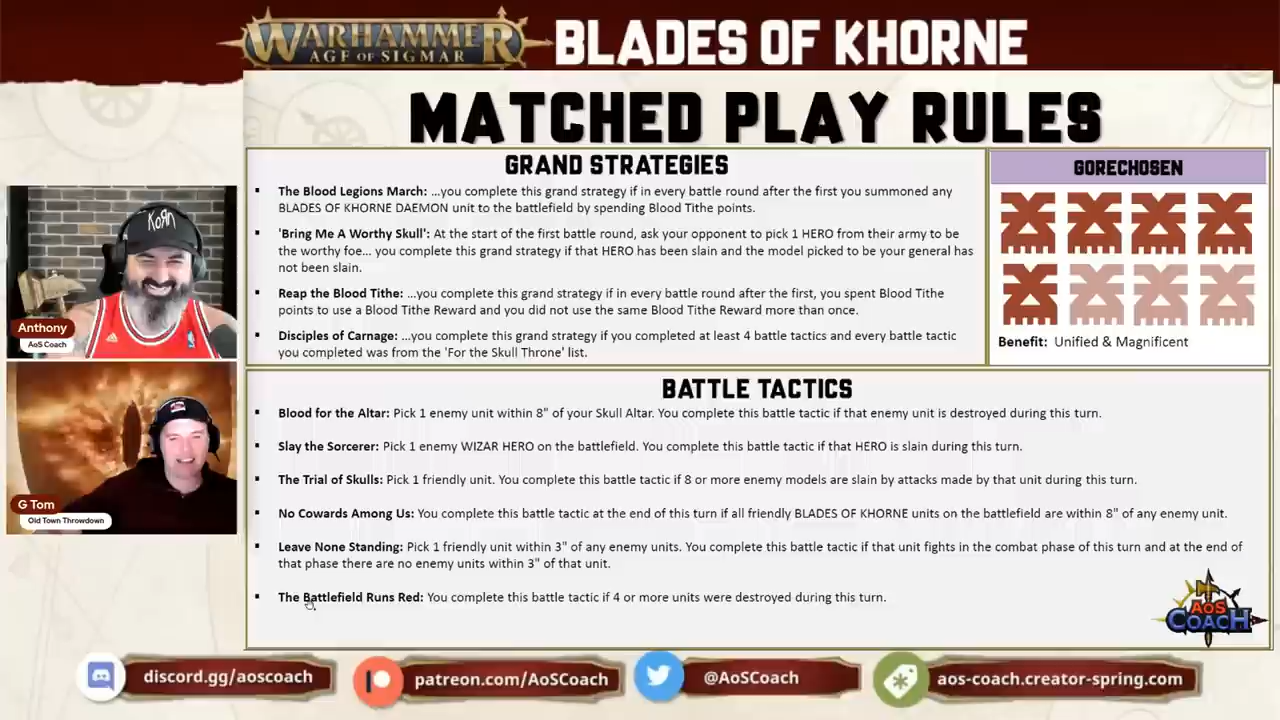 WARHAMMER
AGE OF SIGMAR
BLADES OF KHORNE
MATCHED PLAY RULES
GRAND STRATEGIES
The Blood Legions March: ...you complete this grand strategy if in every battle round after the first you summoned any
BLADES OF KHORNE DAEMON unit to the battlefield by spending Blood Tithe points.
'Bring Me A Worthy Skull': At the start of the first battle round, ask your opponent to pick 1 HERO from their army to be
the worthy foe... you complete this grand strategy if that HERO has been slain and the model picked to be your general has
not been slain.
Reap the Blood Tithe: ...you complete this grand strategy if in every battle round after the first, you spent Blood Tithe
points to use a Blood Tithe Reward and you did not use the same Blood Tithe Reward more than once.
Disciples of Carnage: ...you complete this grand strategy if you completed at least 4 battle tactics and every battle tactic
you completed was from the 'For the Skull Throne' list.
GORECHOSEN
Benefit: Unified & Magnificent
BATTLE TACTICS
Blood for the Altar: Pick 1 enemy unit within 8" of your Skull Altar. You complete this battle tactic if that enemy unit is destroyed during this turn.
Slay the Sorcerer: Pick 1 enemy WIZAR HERO on the battlefield. You complete this battle tactic if that HERO is slain during this turn.
The Trial of Skulls: Pick 1 friendly unit. You complete this battle tactic if 8 or more enemy models are slain by attacks made by that unit during this turn.
No Cowards Among Us: You complete this battle tactic at the end of this turn if all friendly BLADES OF KHORNE units on the battlefield are within 8" of any enemy unit.
Leave None Standing: Pick 1 friendly unit within 3" of any enemy units. You complete this battle tactic if that unit fights in the combat phase of this turn and at the end of
that phase there are no enemy units within 3" of that unit.
The Battlefield Runs Red: You complete this battle tactic if 4 or more units were destroyed during this turn.
KoЯn
Anthony
AoS Coach
G Tom
Old Town Throwdown
AoS
COACH
discord.gg/aoscoach
patreon.com/AoSCoach
@AoSCoach
aos-coach.creator-spring.com